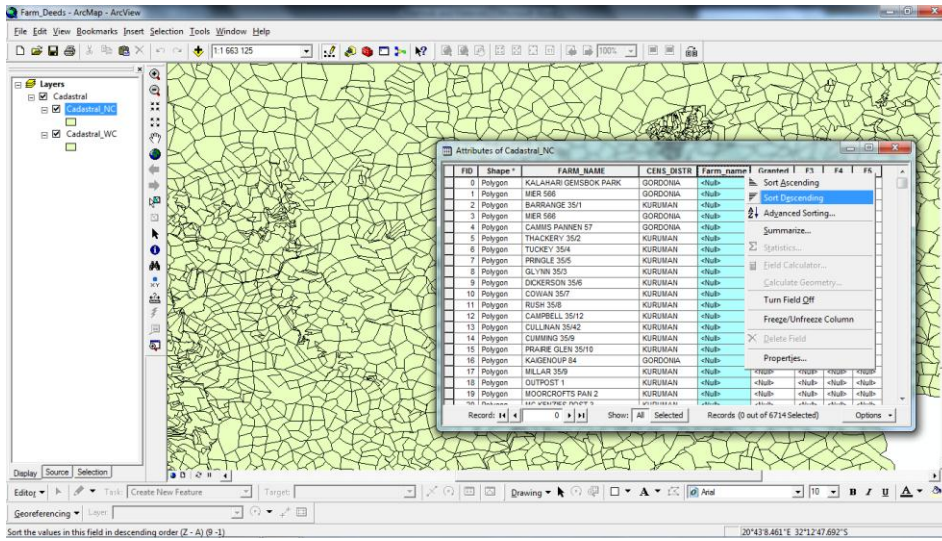 Farm_Deeds - ArcMap - ArcView
File Edit View Bookmarks Insert Selection Tools Window Help
1:1 663 125
100%
Layers
Cadastral
Cadastral_NC
Cadastral_WC
Attributes of Cadastral_NC
FID Shape * FARM_NAME CENS_DISTR Farm_name Granted F3 F4 F5
0 Polygon KALAHARI GEMSBOK PARK GORDONIA <Null>
1 Polygon MIER 566 GORDONIA <Null>
2 Polygon BARRANGE 35/1 KURUMAN <Null>
3 Polygon MIER 566 GORDONIA <Null>
4 Polygon CAMMS PANNEN 57 GORDONIA <Null>
5 Polygon THACKERY 35/2 KURUMAN <Null>
6 Polygon TUCKEY 35/4 KURUMAN <Null>
7 Polygon PRINGLE 35/5 KURUMAN <Null>
8 Polygon GLYNN 35/3 KURUMAN <Null>
9 Polygon DICKERSON 35/6 KURUMAN <Null>
10 Polygon COWAN 35/7 KURUMAN <Null>
11 Polygon RUSH 35/8 KURUMAN <Null>
12 Polygon CAMPBELL 35/12 KURUMAN <Null>
13 Polygon CULLINAN 35/42 KURUMAN <Null>
14 Polygon CUMMING 35/9 KURUMAN <Null>
15 Polygon PRAIRIE GLEN 35/10 KURUMAN <Null>
16 Polygon KAIGENOUP 84 GORDONIA <Null>
17 Polygon MILLAR 35/9 KURUMAN <Null> <Null> <Null> <Null> <Null>
18 Polygon OUTPOST 1 KURUMAN <Null> <Null> <Null> <Null> <Null>
19 Polygon MOORCROFTS PAN 2 KURUMAN <Null> <Null> <Null> <Null> <Null>
Sort Ascending
Sort Descending
Advanced Sorting...
Summarize...
Statistics...
Field Calculator...
Calculate Geometry...
Turn Field Off
Freeze/Unfreeze Column
Delete Field
Properties...
Record: 0 Show: All Selected Records (0 out of 6714 Selected) Options
Display Source Selection
Editor Task: Create New Feature Target: Drawing A Arial 10 B I U A
Georeferencing Layer:
Sort the values in this field in descending order (Z - A) (9 -1) 20°43'8.461"E 32°12'47.692"S